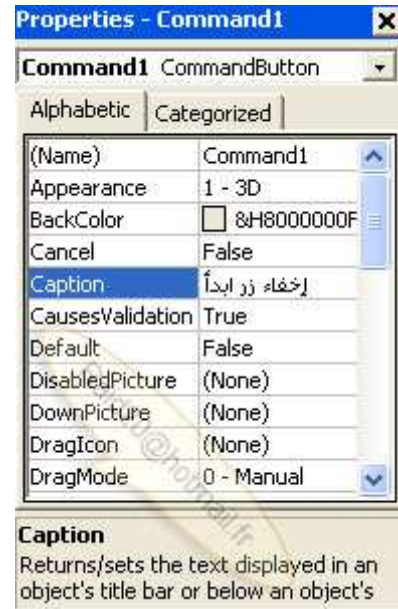 Properties - Command1
Command1 CommandButton
Alphabetic Categorized
(Name) Command1
Appearance 1 - 3D
BackColor &H8000000F
Cancel False
Caption إخفاء زر ابدأ
CausesValidation True
Default False
DisabledPicture (None)
DownPicture (None)
DragIcon (None)
DragMode 0 - Manual
Caption
Returns/sets the text displayed in an
object's title bar or below an object's